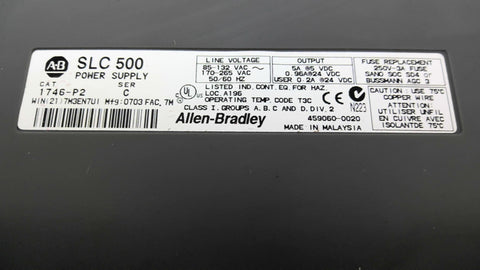 AB SLC 500
POWER SUPPLY
CAT SER
1746-P2 C
FAC, 7M
LINE VOLTAGE
85-132 VAC
170-265 VAC
50/60 HZ
OUTPUT
5A @5 VDC
0.96A@24 VDC
USER 0.2A @24 VDC
FUSE REPLACEMENT
250V-3A FUSE
SANO SOC SD4 or
BUSSMANN AGC 3
LISTED IND. CONT. EQ. FOR HAZ.
LOC. A196
OPERATING TEMP. CODE T3C
CLASS I, GROUPS A, B, C AND D, DIV.2
N223
CAUTION : USE 75°C
COPPER WIRE
ATTENTION:
UTILISER UNFIL
EN CUIVRE AVEC
ISOLANTDE 75°C
Allen-Bradley
459060-0020
MADE IN MALAYSIA